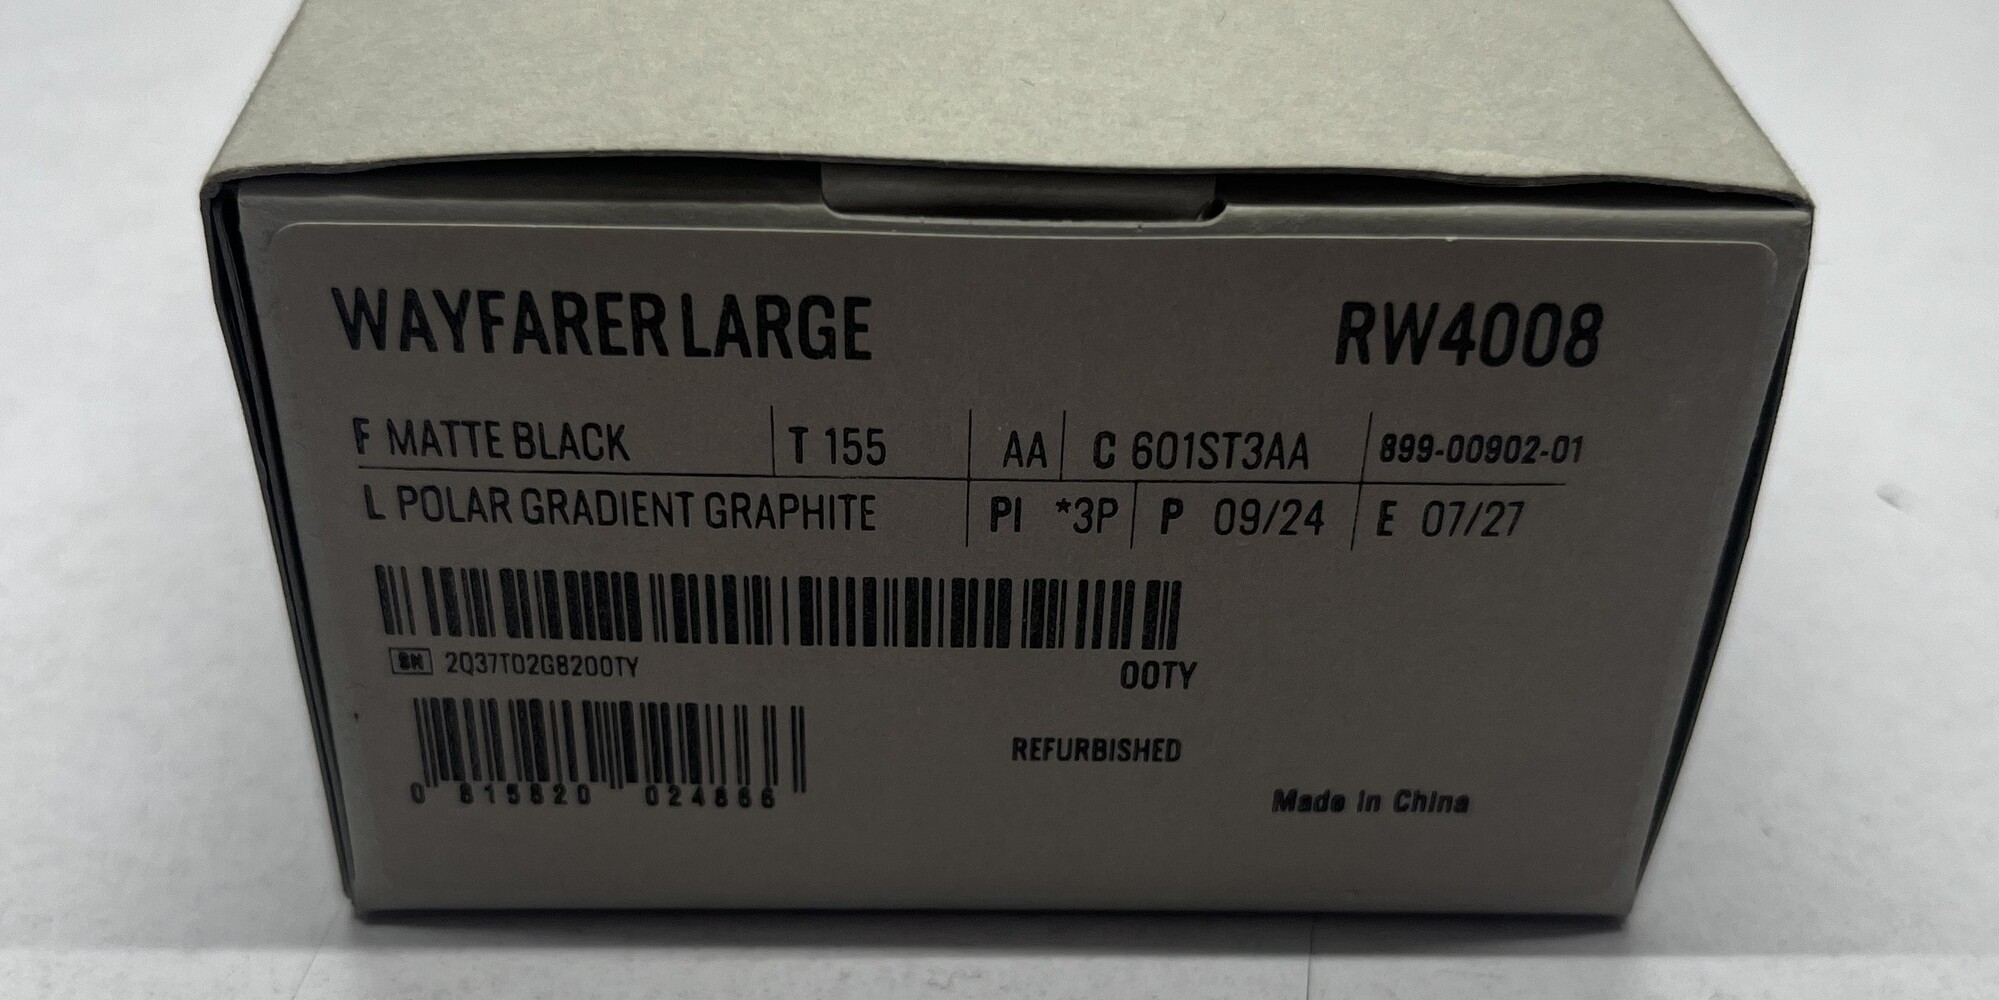 WAYFARER LARGE RW4008
F MATTE BLACK T 155 AA C 601ST3AA 899-00902-01
L POLAR GRADIENT GRAPHITE PI *3P P 09/24 E 07/27
SN 2Q37T02G8200TY 00TY
0 815820 024866
REFURBISHED
Made in China